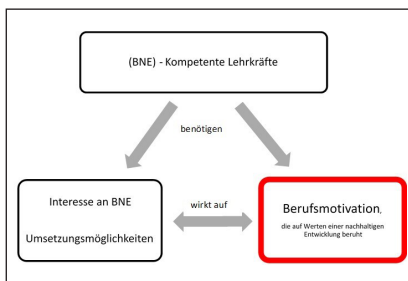 (BNE) - Kompetente Lehrkräfte
benötigen
Interesse an BNE
Umsetzungsmöglichkeiten
wirkt auf
Berufsmotivation,
die auf Werten einer nachhaltigen
Entwicklung beruht